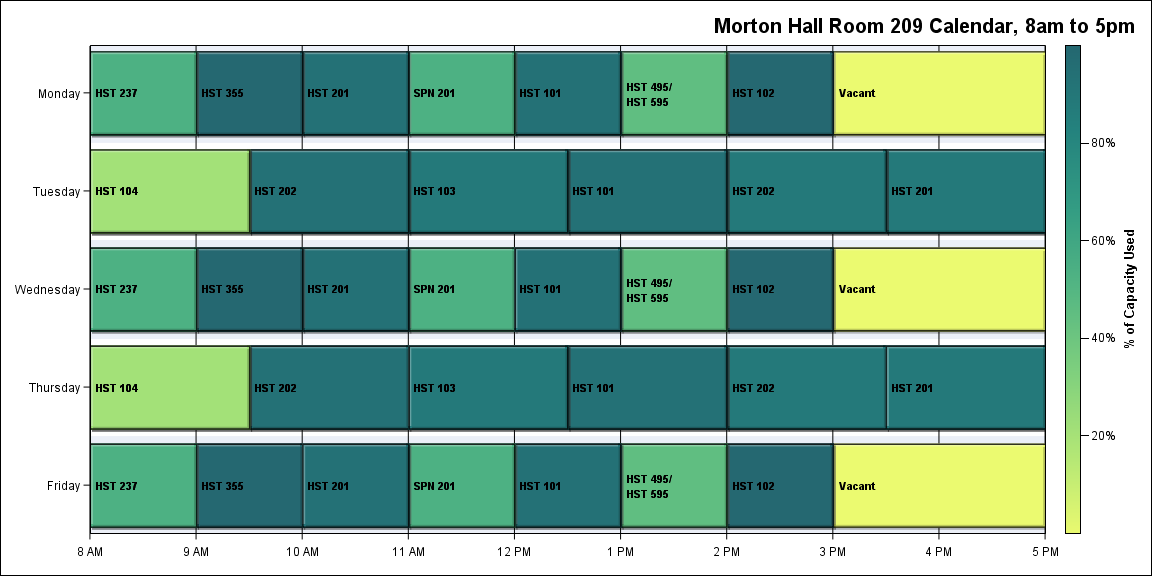 Morton Hall Room 209 Calendar, 8am to 5pm
Monday
HST 237
HST 355
HST 201
SPN 201
HST 101
HST 495/
HST 595
HST 102
Vacant
Tuesday
HST 104
HST 202
HST 103
HST 101
HST 202
HST 201
Wednesday
HST 237
HST 355
HST 201
SPN 201
HST 101
HST 495/
HST 595
HST 102
Vacant
Thursday
HST 104
HST 202
HST 103
HST 101
HST 202
HST 201
Friday
HST 237
HST 355
HST 201
SPN 201
HST 101
HST 495/
HST 595
HST 102
Vacant
8 AM
9 AM
10 AM
11 AM
12 PM
1 PM
2 PM
3 PM
4 PM
5 PM
80%
60%
40%
20%
% of Capacity Used